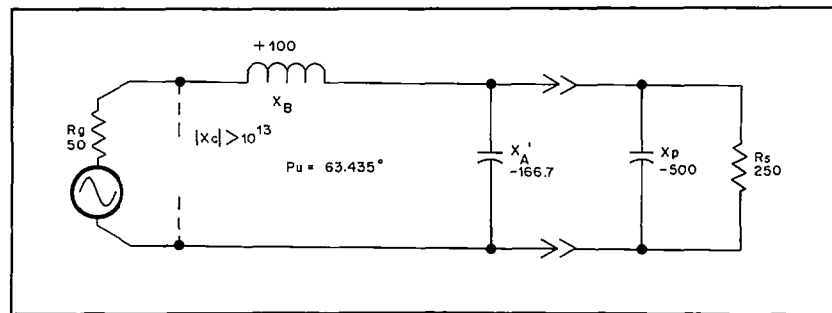 +100
X_B
Rg
50
|Xc| > 10^13
Pu = 63.435°
X_A'
-166.7
Xp
-500
Rs
250